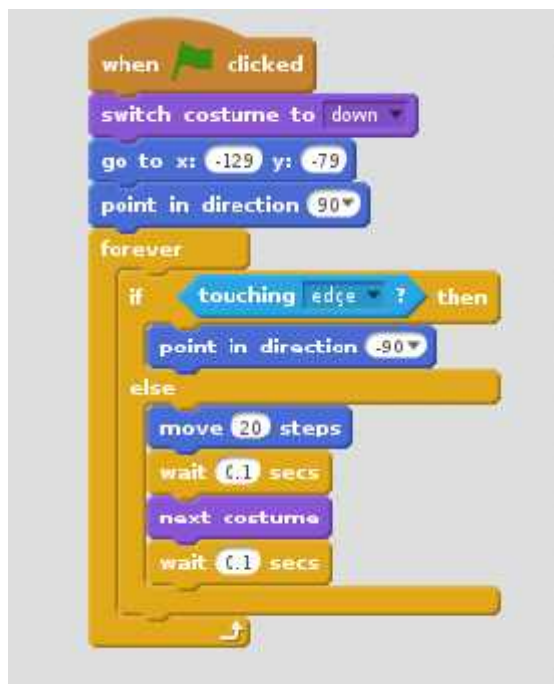 when clicked
switch costume to down
go to x: -129 y: -79
point in direction 90
forever
if touching edge ? then
point in direction -90
else
move 20 steps
wait 0.1 secs
next costume
wait 0.1 secs